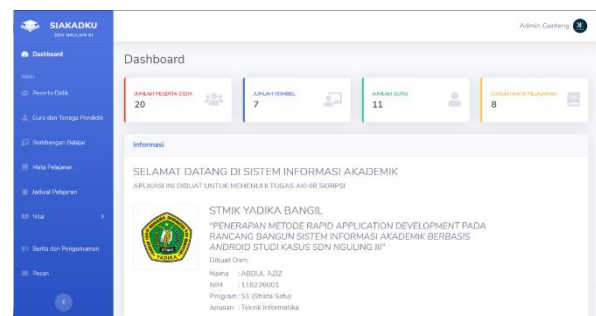 SIAKADKU
SDN NGULING III
Admin Ganteng
Dashboard
MENU
Peserta Didik
Guru dan Tenaga Pendidik
Rombongan Belajar
Mata Pelajaran
Jadwal Pelajaran
Nilai
Berita dan Pengumuman
Pesan
Dashboard
JUMLAH PESERTA DIDIK
20
JUMLAH ROMBEL
7
JUMLAH GURU
11
JUMLAH MATA PELAJARAN
8
Informasi
SELAMAT DATANG DI SISTEM INFORMASI AKADEMIK
APLIKASI INI DIBUAT UNTUK MEMENUHI TUGAS AKHIR SKRIPSI
STMIK YADIKA BANGIL
"PENERAPAN METODE RAPID APPLICATION DEVELOPMENT PADA
RANCANG BANGUN SISTEM INFORMASI AKADEMIK BERBASIS
ANDROID STUDI KASUS SDN NGULING III"
Dibuat Oleh:
Nama : ABDUL AZIZ
NIM : 116226001
Program : S1 (Strata Satu)
Jurusan : Teknik Informatika
STMIK
YADIKA